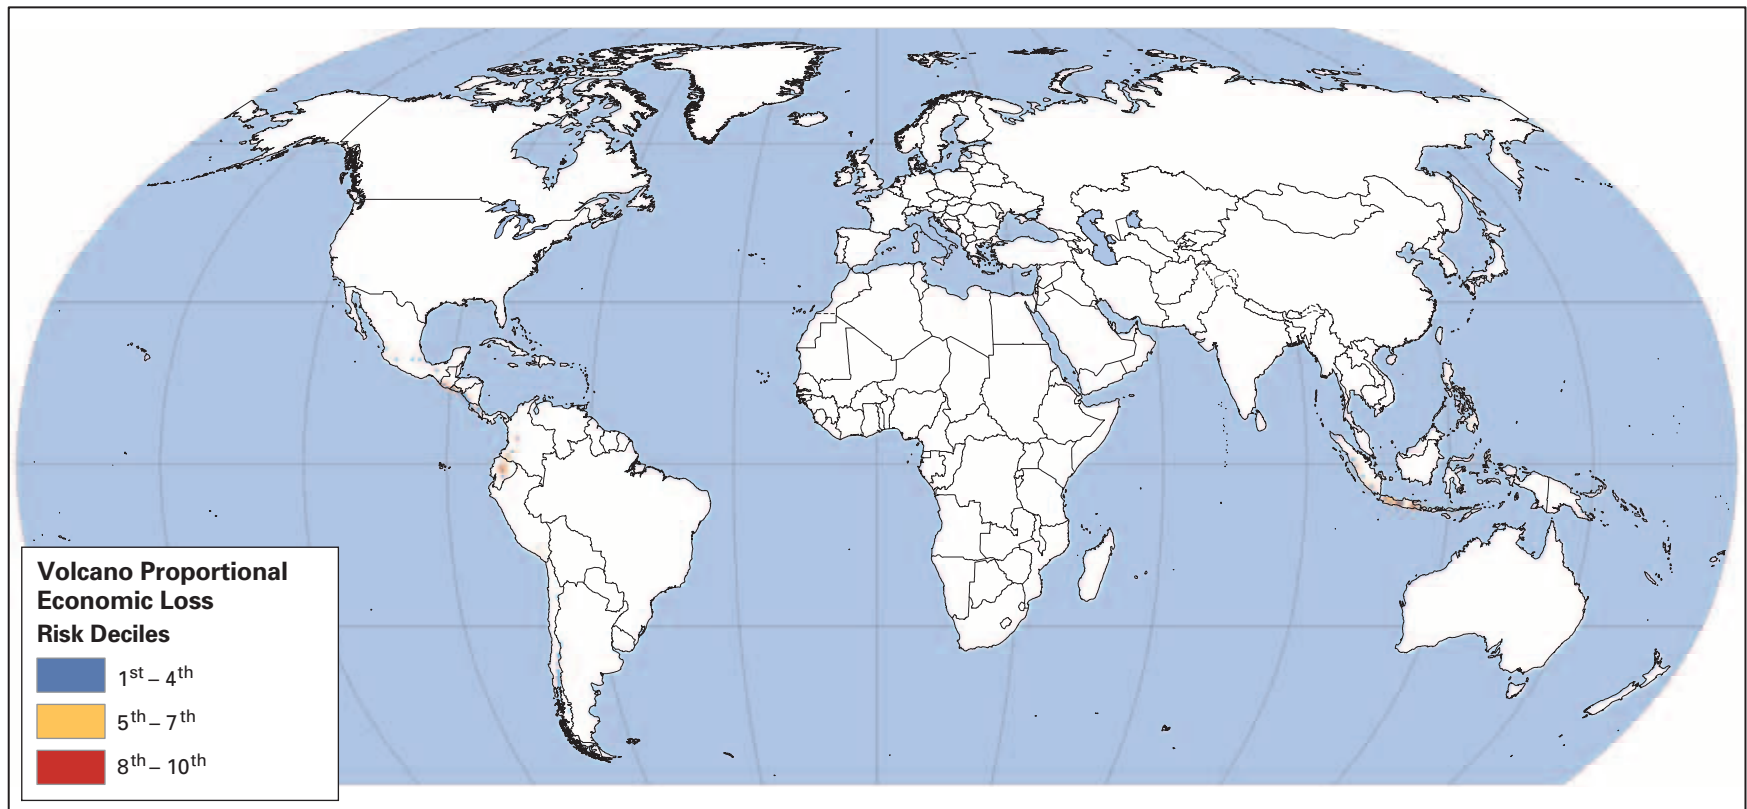 Volcano Proportional
Economic Loss
Risk Deciles
1st – 4th
5th – 7th
8th – 10th